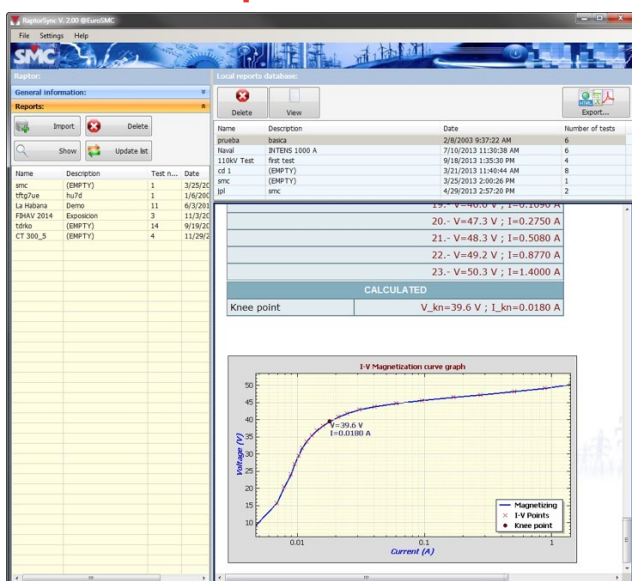 RaptorSync V. 2.00 @EuroSMC
File Settings Help
SMC
Raptor:
General information:
Reports:
Import Delete
Show Update list
Name Description Test n... Date
smc (EMPTY) 1 3/25/20
tftg7ue hu7d 1 1/6/200
La Habana Demo 11 6/3/201
FIHAV 2014 Exposicion 3 11/3/20
tdrko (EMPTY) 14 9/19/20
CT 300_5 (EMPTY) 4 11/29/2
Local reports database:
Delete View Export...
Name Description Date Number of tests
prueba basica 2/8/2003 9:37:22 AM 6
Naval INTENS 1000 A 7/10/2013 11:30:38 AM 6
110kV Test first test 9/18/2013 1:35:30 PM 4
cd 1 (EMPTY) 3/21/2013 11:40:44 AM 8
smc (EMPTY) 3/25/2013 2:00:26 PM 1
jpl smc 4/29/2013 2:57:20 PM 2
20.- V=47.3 V ; I=0.2750 A
21.- V=48.3 V ; I=0.5080 A
22.- V=49.2 V ; I=0.8770 A
23.- V=50.3 V ; I=1.4000 A
CALCULATED
Knee point V_kn=39.6 V ; I_kn=0.0180 A
I-V Magnetization curve graph
Voltage (V)
50
45
40
35
30
25
20
15
10
V=39.6 V
I=0.0180 A
Magnetizing
I-V Points
Knee point
0.01 0.1 1
Current (A)